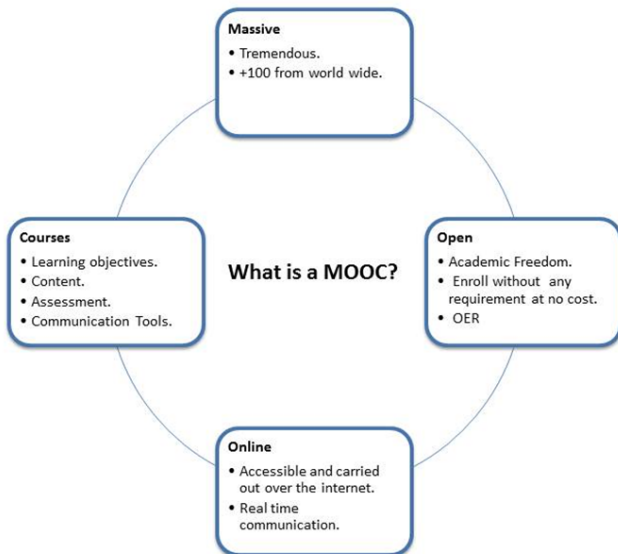 Massive
• Tremendous.
• +100 from world wide.
Courses
• Learning objectives.
• Content.
• Assessment.
• Communication Tools.
What is a MOOC?
Open
• Academic Freedom.
• Enroll without any
requirement at no cost.
• OER
Online
• Accessible and carried
out over the internet.
• Real time
communication.